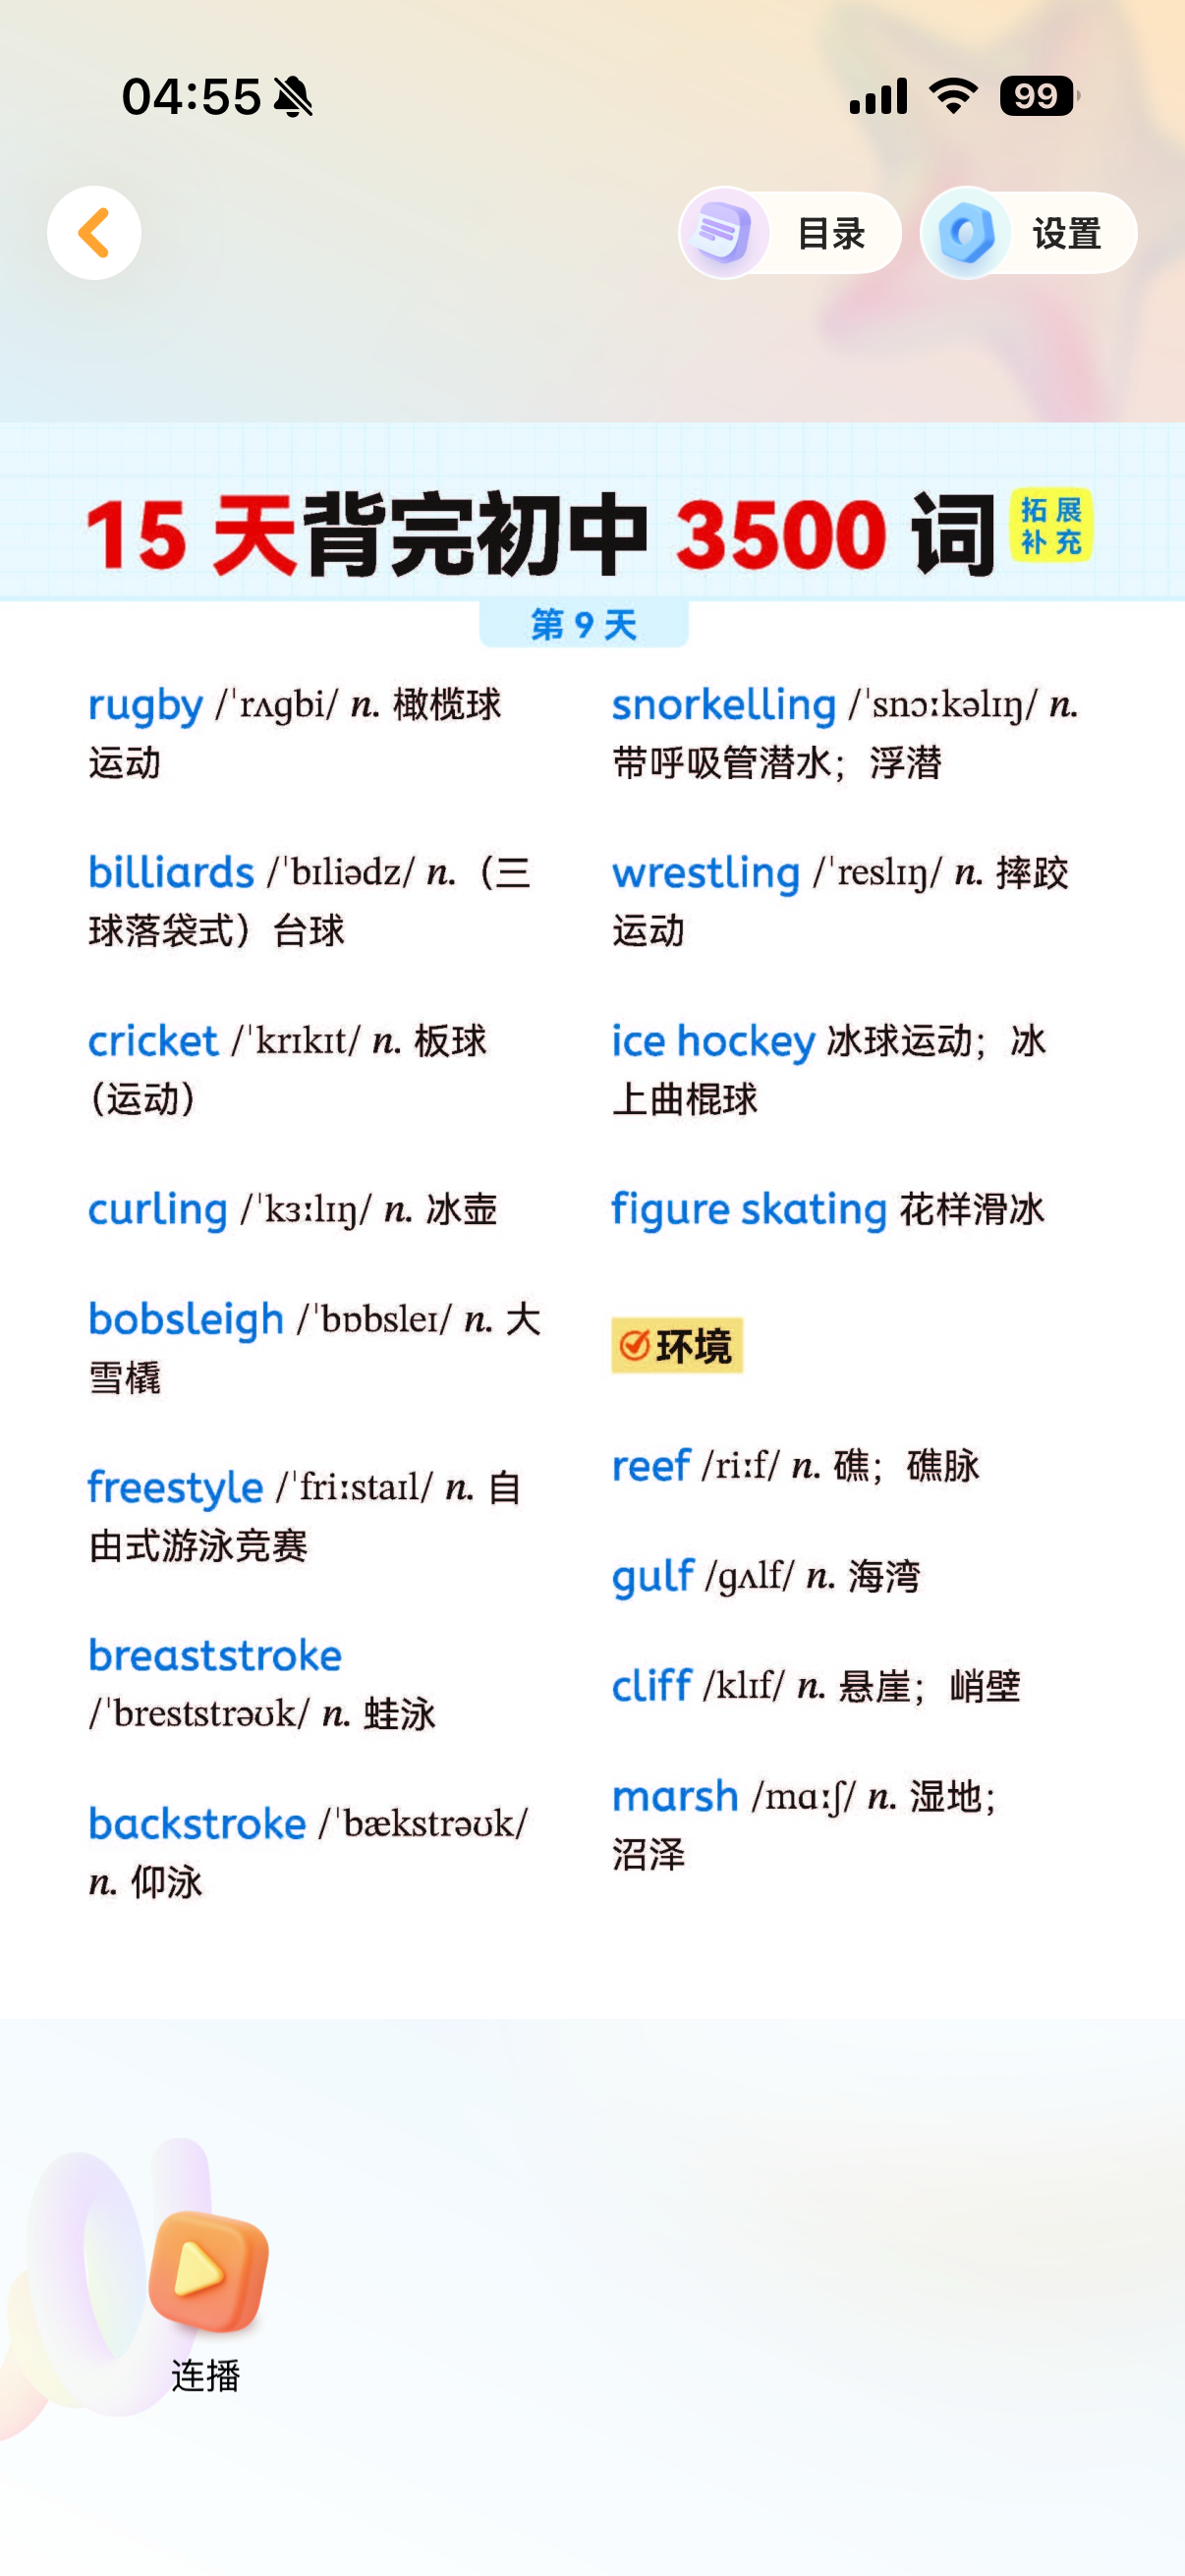 04:55
99
目录
设置
15 天背完初中 3500 词 拓展补充
第 9 天
rugby /ˈrʌɡbi/ n. 橄榄球
运动
billiards /ˈbɪliədz/ n.（三
球落袋式）台球
cricket /ˈkrɪkɪt/ n. 板球
（运动）
curling /ˈkɜːlɪŋ/ n. 冰壶
bobsleigh /ˈbɒbsleɪ/ n. 大
雪橇
freestyle /ˈfriːstaɪl/ n. 自
由式游泳竞赛
breaststroke
/ˈbreststrəʊk/ n. 蛙泳
backstroke /ˈbækstrəʊk/
n. 仰泳
snorkelling /ˈsnɔːkəlɪŋ/ n.
带呼吸管潜水；浮潜
wrestling /ˈreslɪŋ/ n. 摔跤
运动
ice hockey 冰球运动；冰
上曲棍球
figure skating 花样滑冰
环境
reef /riːf/ n. 礁；礁脉
gulf /ɡʌlf/ n. 海湾
cliff /klɪf/ n. 悬崖；峭壁
marsh /mɑːʃ/ n. 湿地；
沼泽
连播